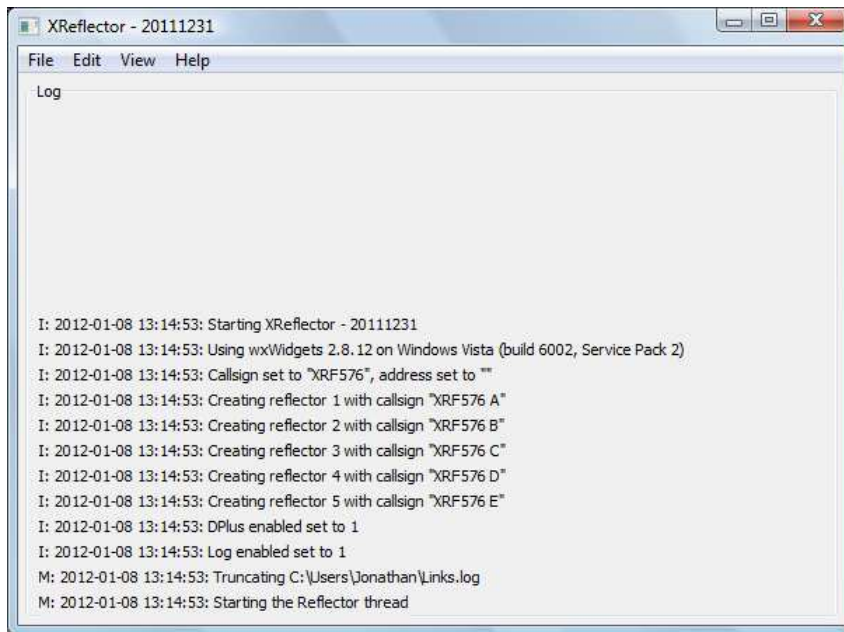 XReflector - 20111231
File Edit View Help
Log
I: 2012-01-08 13:14:53: Starting XReflector - 20111231
I: 2012-01-08 13:14:53: Using wxWidgets 2.8.12 on Windows Vista (build 6002, Service Pack 2)
I: 2012-01-08 13:14:53: Callsign set to "XRF576", address set to ""
I: 2012-01-08 13:14:53: Creating reflector 1 with callsign "XRF576 A"
I: 2012-01-08 13:14:53: Creating reflector 2 with callsign "XRF576 B"
I: 2012-01-08 13:14:53: Creating reflector 3 with callsign "XRF576 C"
I: 2012-01-08 13:14:53: Creating reflector 4 with callsign "XRF576 D"
I: 2012-01-08 13:14:53: Creating reflector 5 with callsign "XRF576 E"
I: 2012-01-08 13:14:53: DPlus enabled set to 1
I: 2012-01-08 13:14:53: Log enabled set to 1
M: 2012-01-08 13:14:53: Truncating C:\Users\Jonathan\Links.log
M: 2012-01-08 13:14:53: Starting the Reflector thread